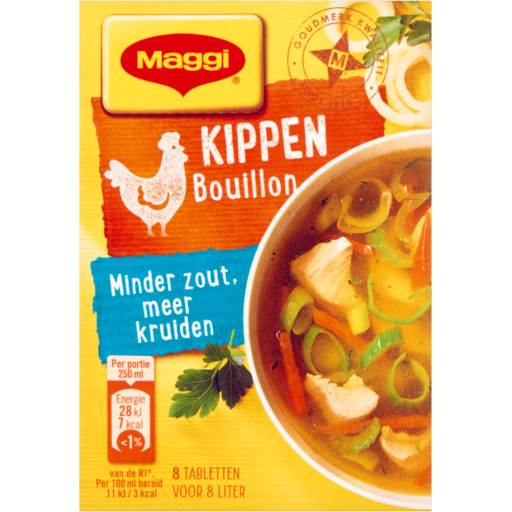 Maggi
®
GOUDMERK KWALITEIT
M
KIPPEN
Bouillon
Minder zout,
meer
kruiden
Per portie
250 ml
Energie
28 kJ
7 kcal
<1%
van de RI*.
Per 100 ml bereid
11 kJ / 3 kcal
8 TABLETTEN
VOOR 8 LITER